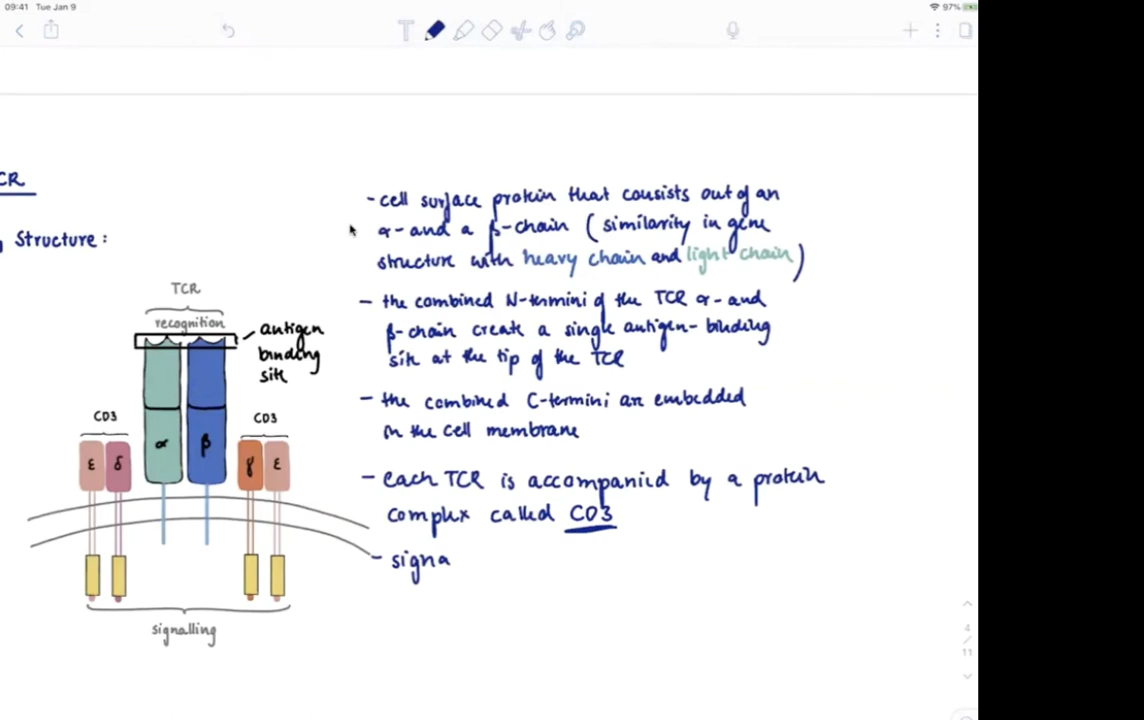 09:41 Tue Jan 9
97%
CR
Structure:
- cell surface protein that consists out of an
α- and a β-chain (similarity in gene
structure with heavy chain and light chain)
- the combined N-termini of the TCR α- and
β-chain create a single antigen-binding
site at the tip of the TCR
- the combined C-termini are embedded
in the cell membrane
- each TCR is accompanied by a protein
complex called CD3
- signa
TCR
recognition
antigen
binding
site
CD3
CD3
ε δ α β γ ε
signalling
4
/
11